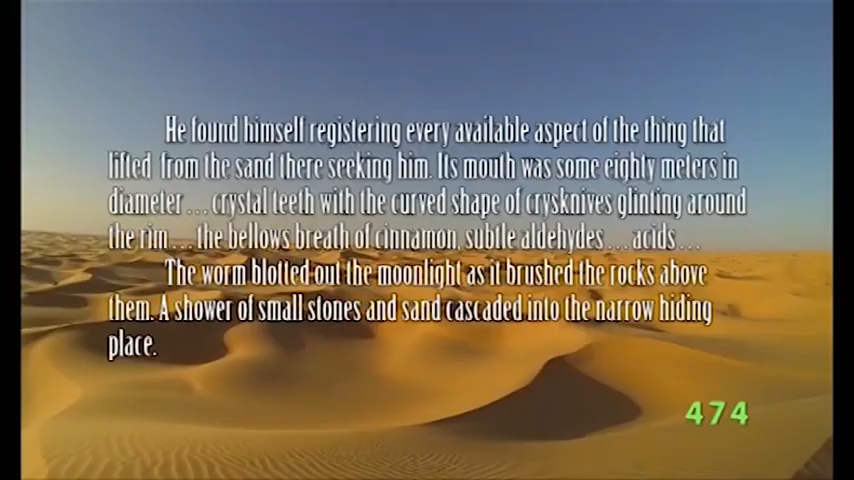 He found himself registering every available aspect of the thing that
lifted from the sand there seeking him. Its mouth was some eighty meters in
diameter . . . crystal teeth with the curved shape of crysknives glinting around
the rim . . . the bellows breath of cinnamon, subtle aldehydes . . . acids . . .
The worm blotted out the moonlight as it brushed the rocks above
them. A shower of small stones and sand cascaded into the narrow hiding
place.
474